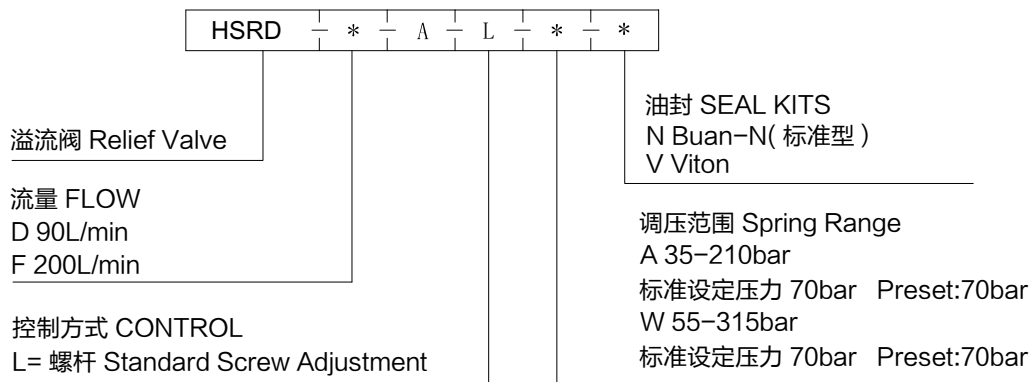 HSRD - * - A - L - * - *
溢流阀 Relief Valve
流量 FLOW
D 90L/min
F 200L/min
控制方式 CONTROL
L= 螺杆 Standard Screw Adjustment
油封 SEAL KITS
N Buan-N( 标准型 )
V Viton
调压范围 Spring Range
A 35-210bar
标准设定压力 70bar Preset:70bar
W 55-315bar
标准设定压力 70bar Preset:70bar